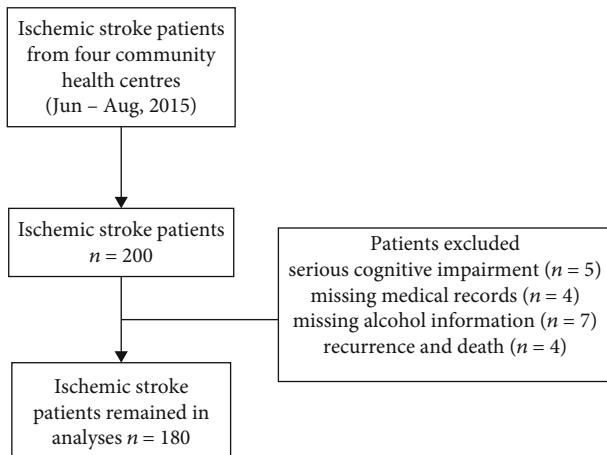 Ischemic stroke patients
from four community
health centres
(Jun – Aug, 2015)
Ischemic stroke patients
n = 200
Patients excluded
serious cognitive impairment (n = 5)
missing medical records (n = 4)
missing alcohol information (n = 7)
recurrence and death (n = 4)
Ischemic stroke
patients remained in
analyses n = 180